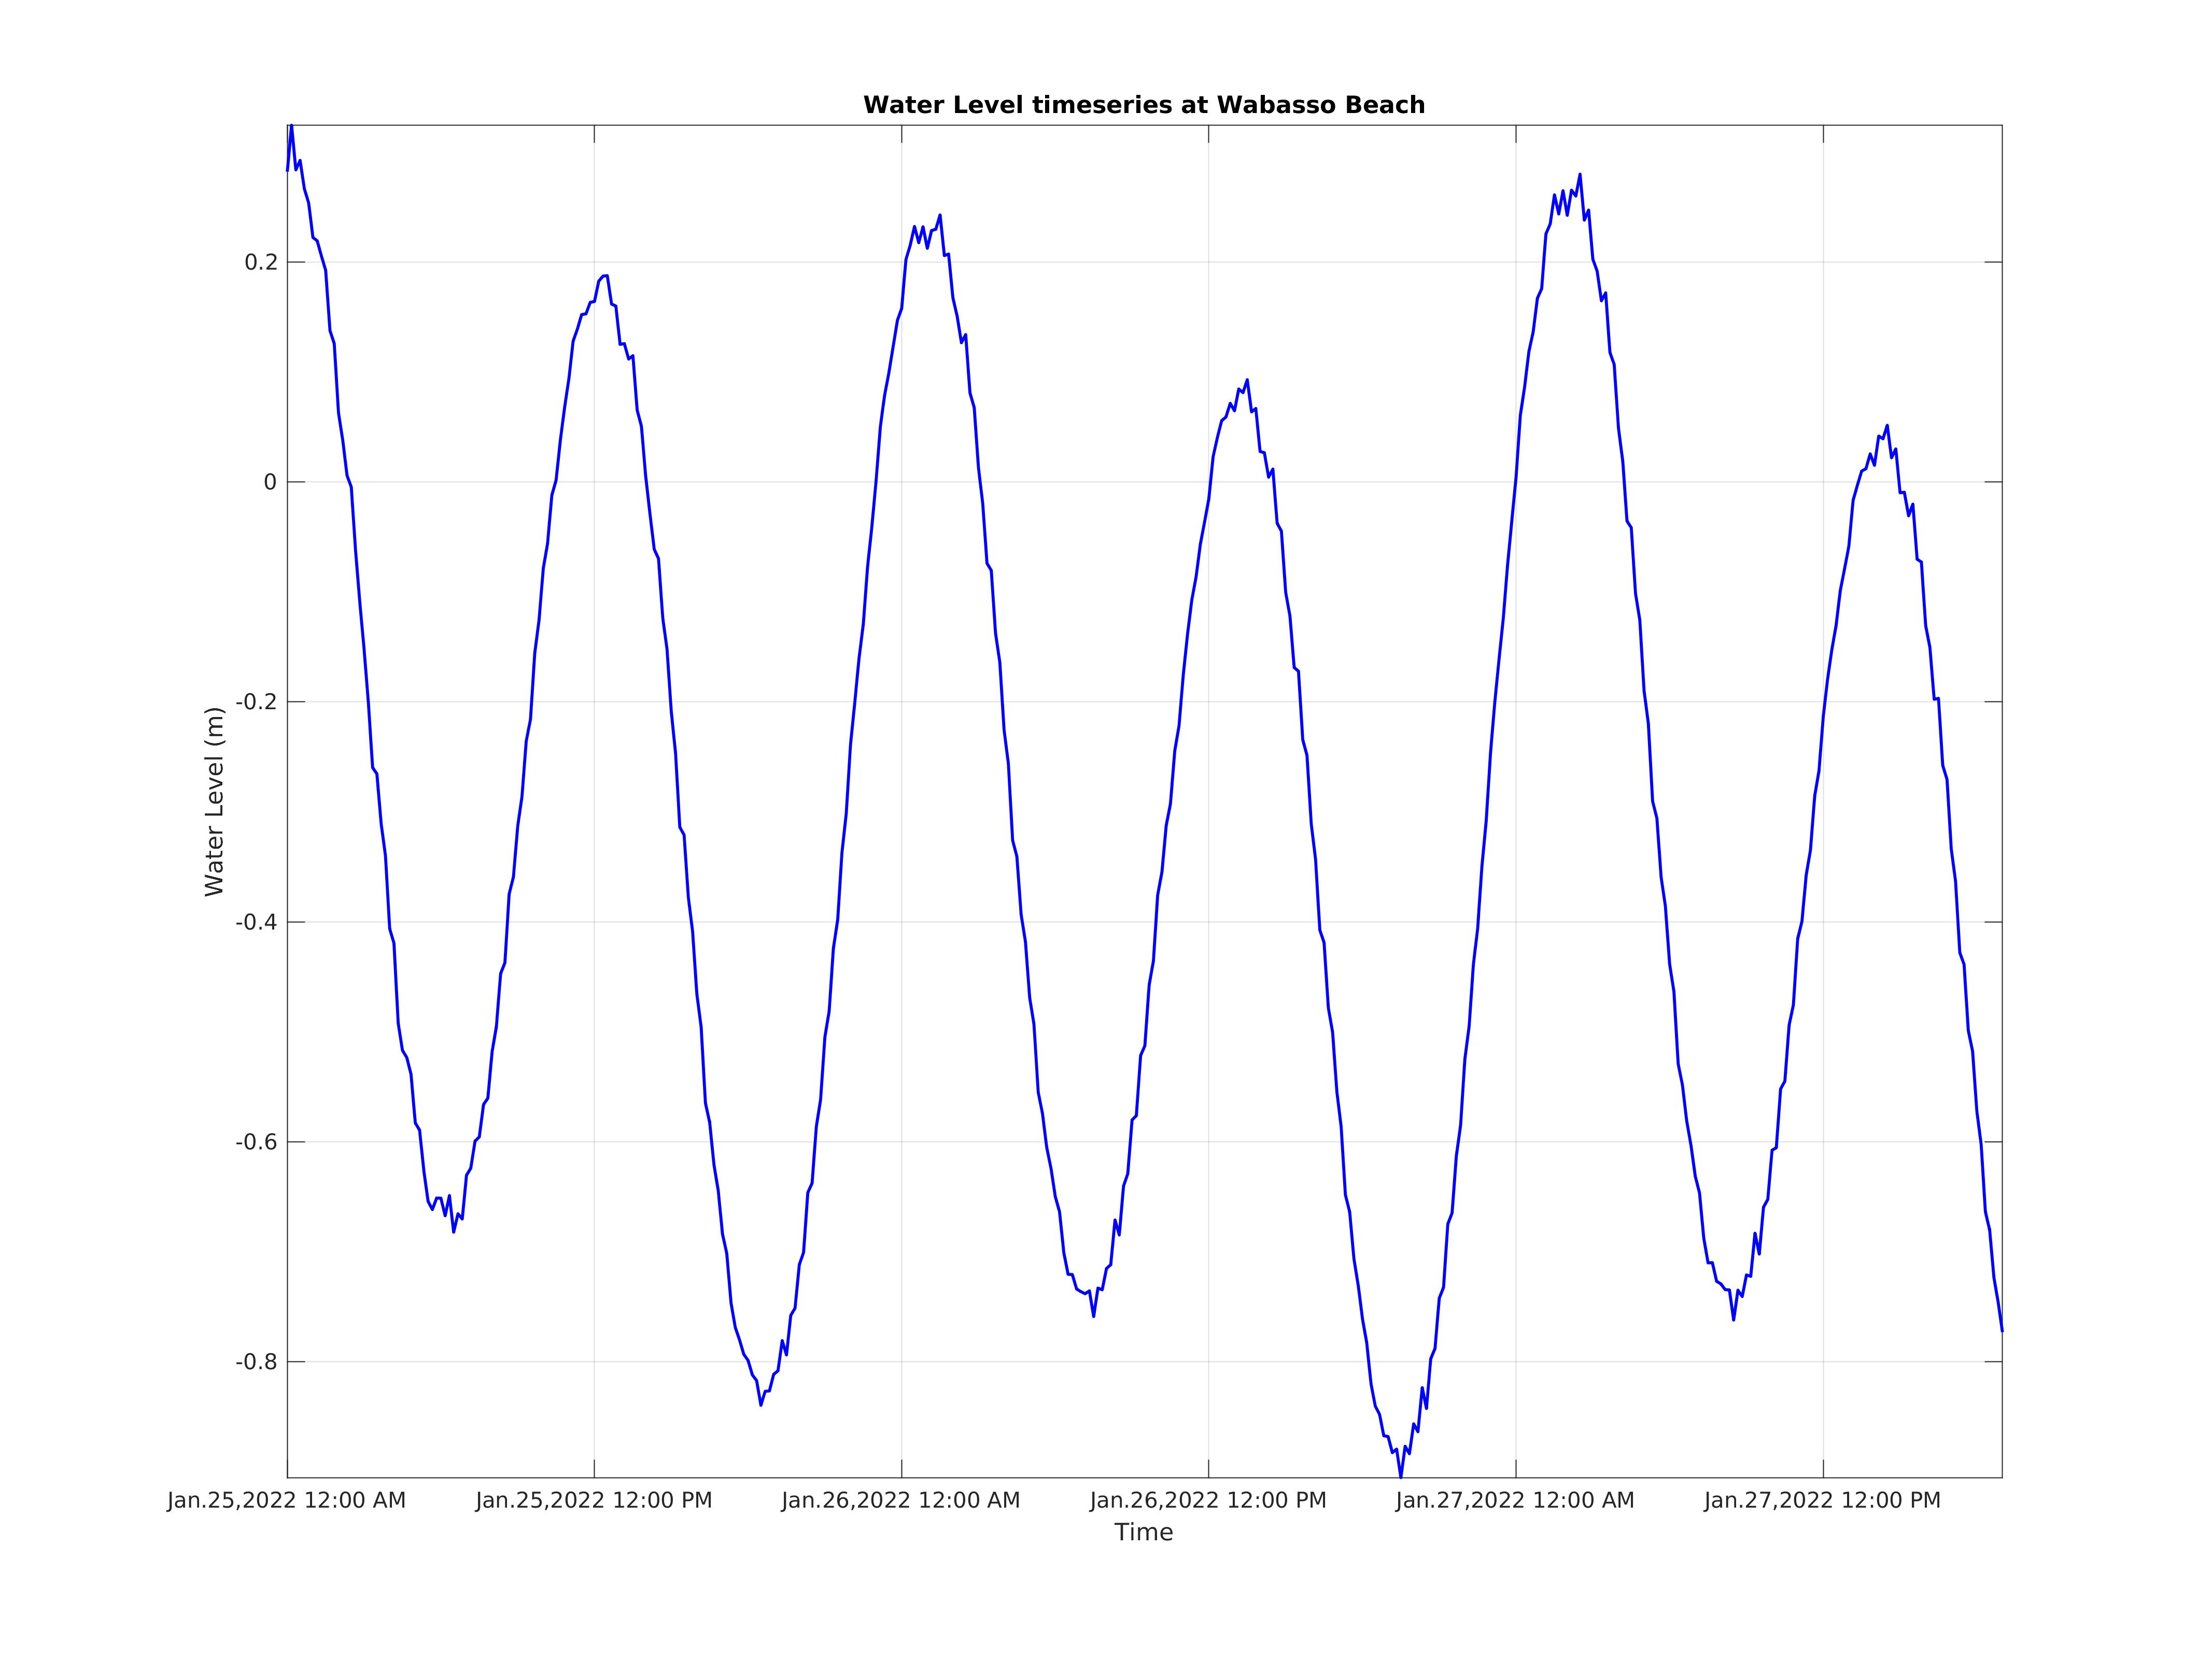 Water Level timeseries at Wabasso Beach
Water Level (m)
0.2
0
-0.2
-0.4
-0.6
-0.8
Jan.25,2022 12:00 AM
Jan.25,2022 12:00 PM
Jan.26,2022 12:00 AM
Jan.26,2022 12:00 PM
Jan.27,2022 12:00 AM
Jan.27,2022 12:00 PM
Time